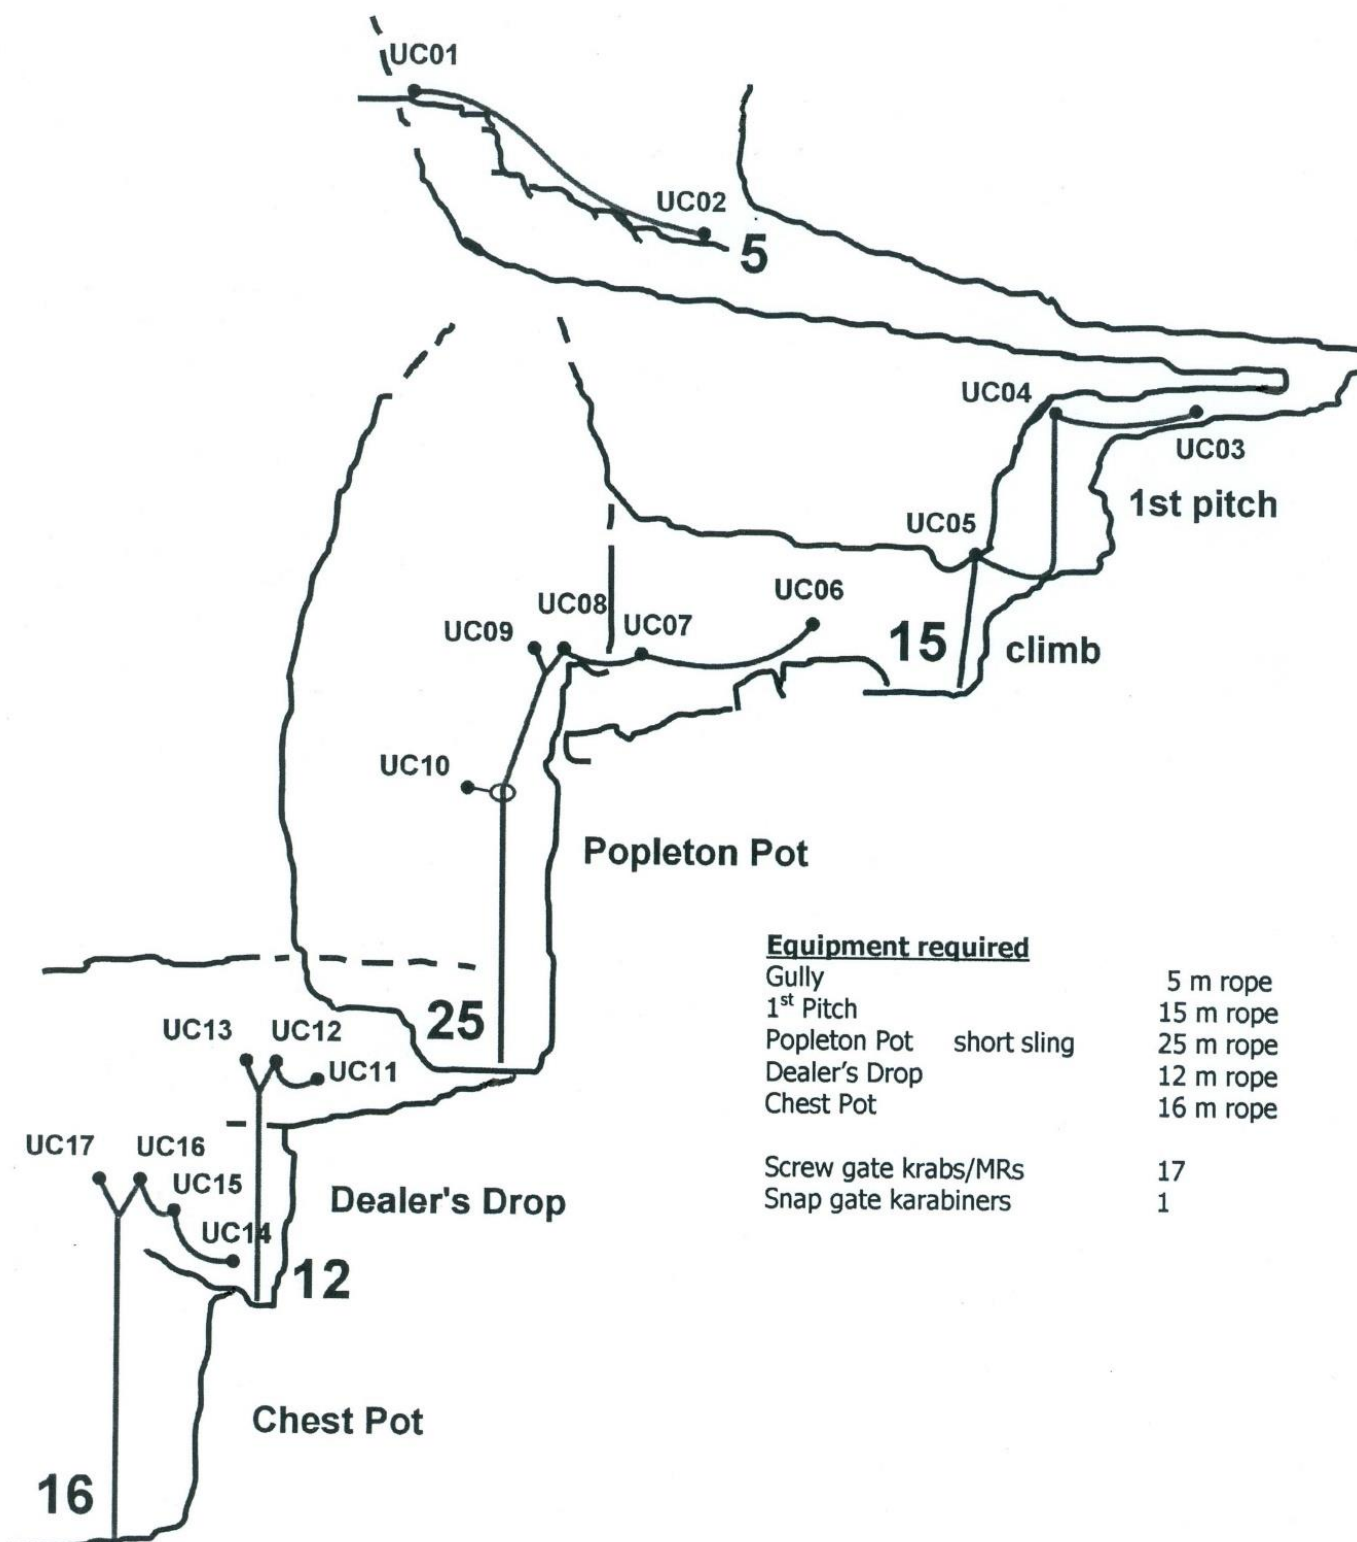 UC01
UC02
5
UC04
UC03
1st pitch
UC05
UC06
UC08
UC07
UC09
15
climb
UC10
Popleton Pot
Equipment required
Gully 5 m rope
1st Pitch 15 m rope
Popleton Pot short sling 25 m rope
Dealer's Drop 12 m rope
Chest Pot 16 m rope
Screw gate krabs/MRs 17
Snap gate karabiners 1
25
UC13
UC12
UC11
UC17
UC16
UC15
UC14
Dealer's Drop
12
Chest Pot
16